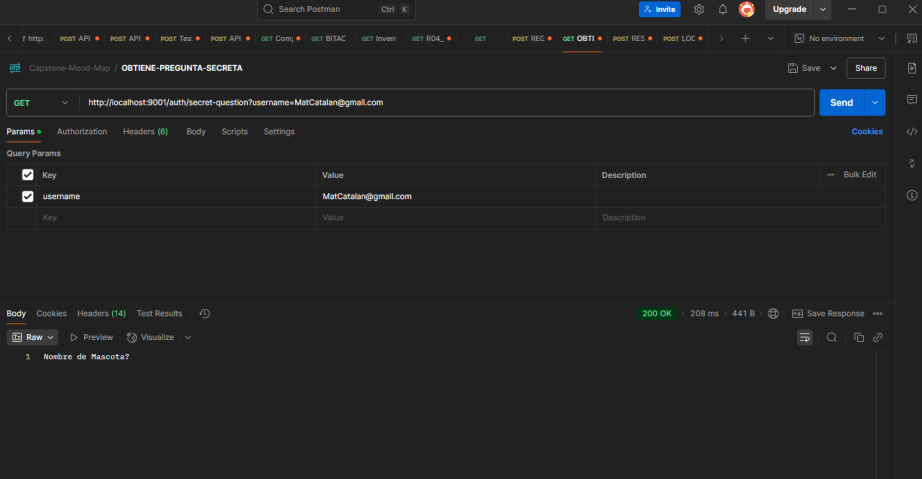 Search Postman Ctrl K Invite Upgrade
http: POST API POST API POST Tes POST API GET Com GET BITAC GET Inven GET R04_ GET POST REC GET OBTI POST RES POST LOC No environment
Capstone-Mood-Map / OBTIENE-PREGUNTA-SECRETA Save Share
GET http://localhost:9001/auth/secret-question?username=MatCatalan@gmail.com Send
Params Authorization Headers (6) Body Scripts Settings Cookies
Query Params
Key Value Description Bulk Edit
username MatCatalan@gmail.com
Key Value Description
Body Cookies Headers (14) Test Results 200 OK 208 ms 441 B Save Response
Raw Preview Visualize
1 Nombre de Mascota?